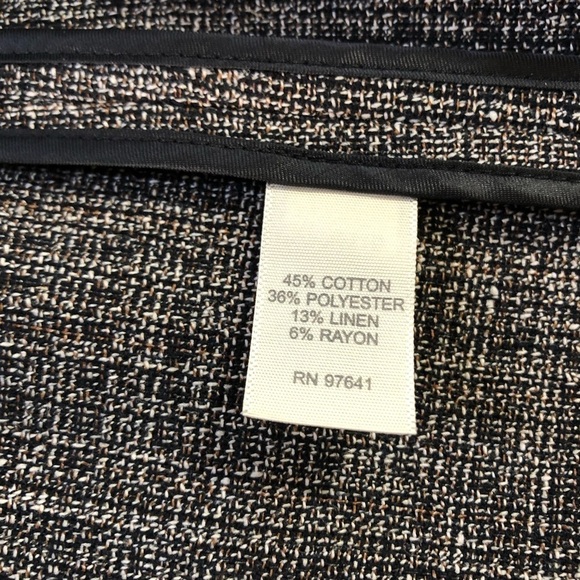 45% COTTON
36% POLYESTER
13% LINEN
6% RAYON
RN 97641